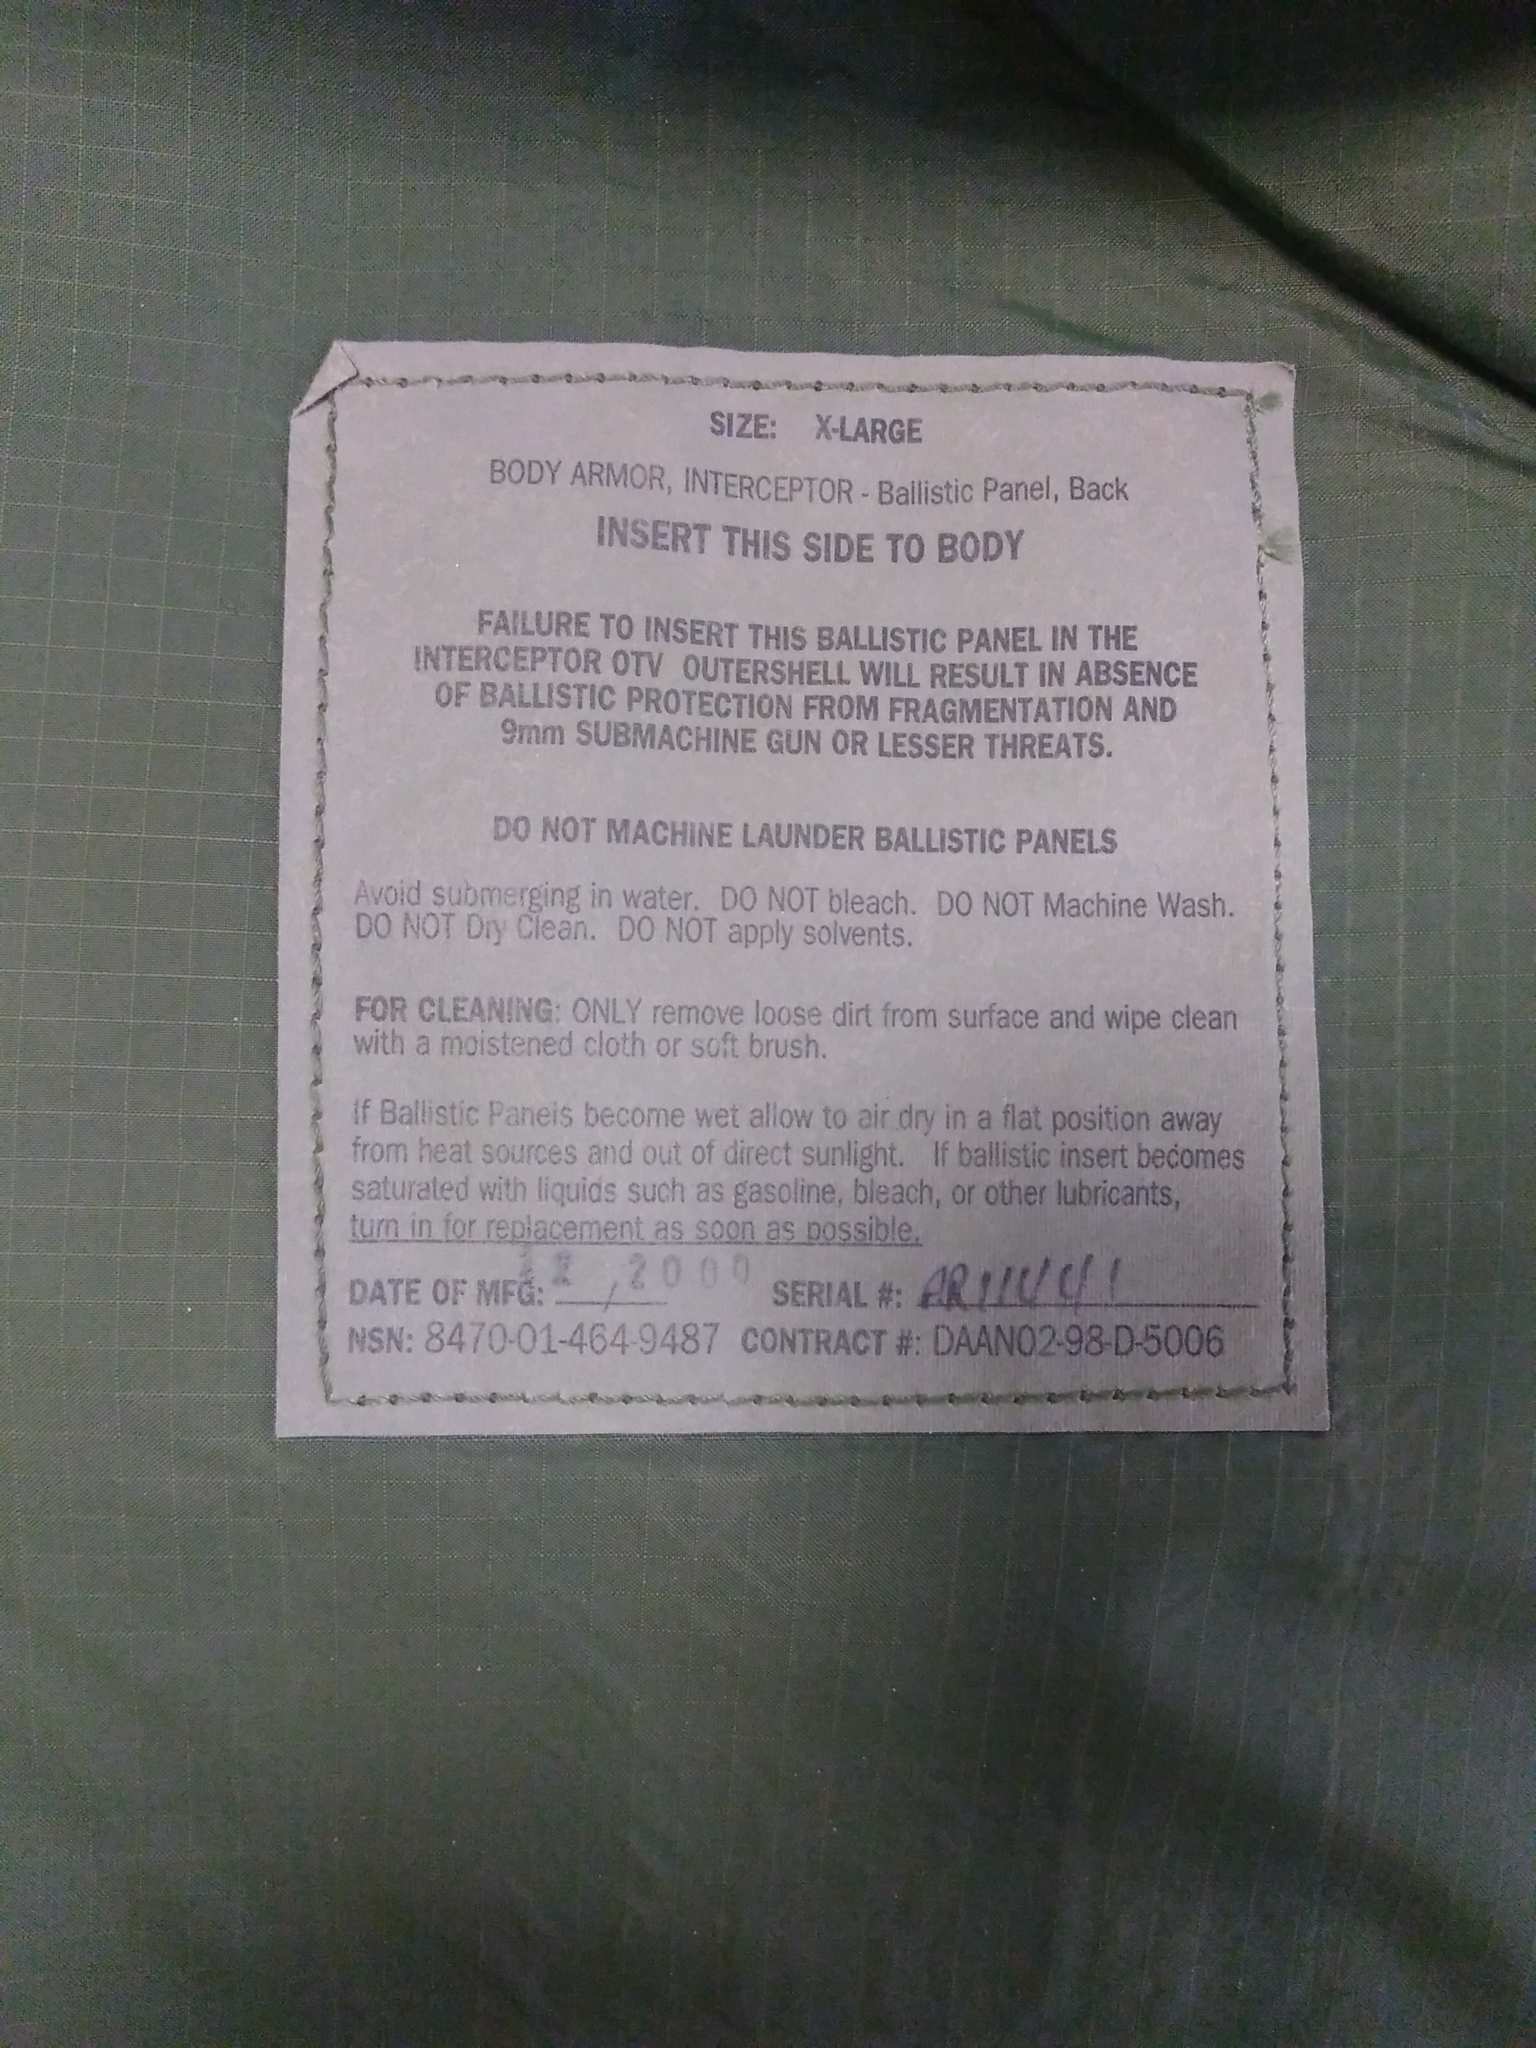 SIZE: X-LARGE
BODY ARMOR, INTERCEPTOR - Ballistic Panel, Back
INSERT THIS SIDE TO BODY
FAILURE TO INSERT THIS BALLISTIC PANEL IN THE
INTERCEPTOR OTV OUTERSHELL WILL RESULT IN ABSENCE
OF BALLISTIC PROTECTION FROM FRAGMENTATION AND
9mm SUBMACHINE GUN OR LESSER THREATS.
DO NOT MACHINE LAUNDER BALLISTIC PANELS
Avoid submerging in water. DO NOT bleach. DO NOT Machine Wash.
DO NOT Dry Clean. DO NOT apply solvents.
FOR CLEANING: ONLY remove loose dirt from surface and wipe clean
with a moistened cloth or soft brush.
If Ballistic Panels become wet allow to air dry in a flat position away
from heat sources and out of direct sunlight. If ballistic insert becomes
saturated with liquids such as gasoline, bleach, or other lubricants,
turn in for replacement as soon as possible.
DATE OF MFG: , 2000 SERIAL #:
NSN: 8470-01-464-9487 CONTRACT #: DAAN02-98-D-5006